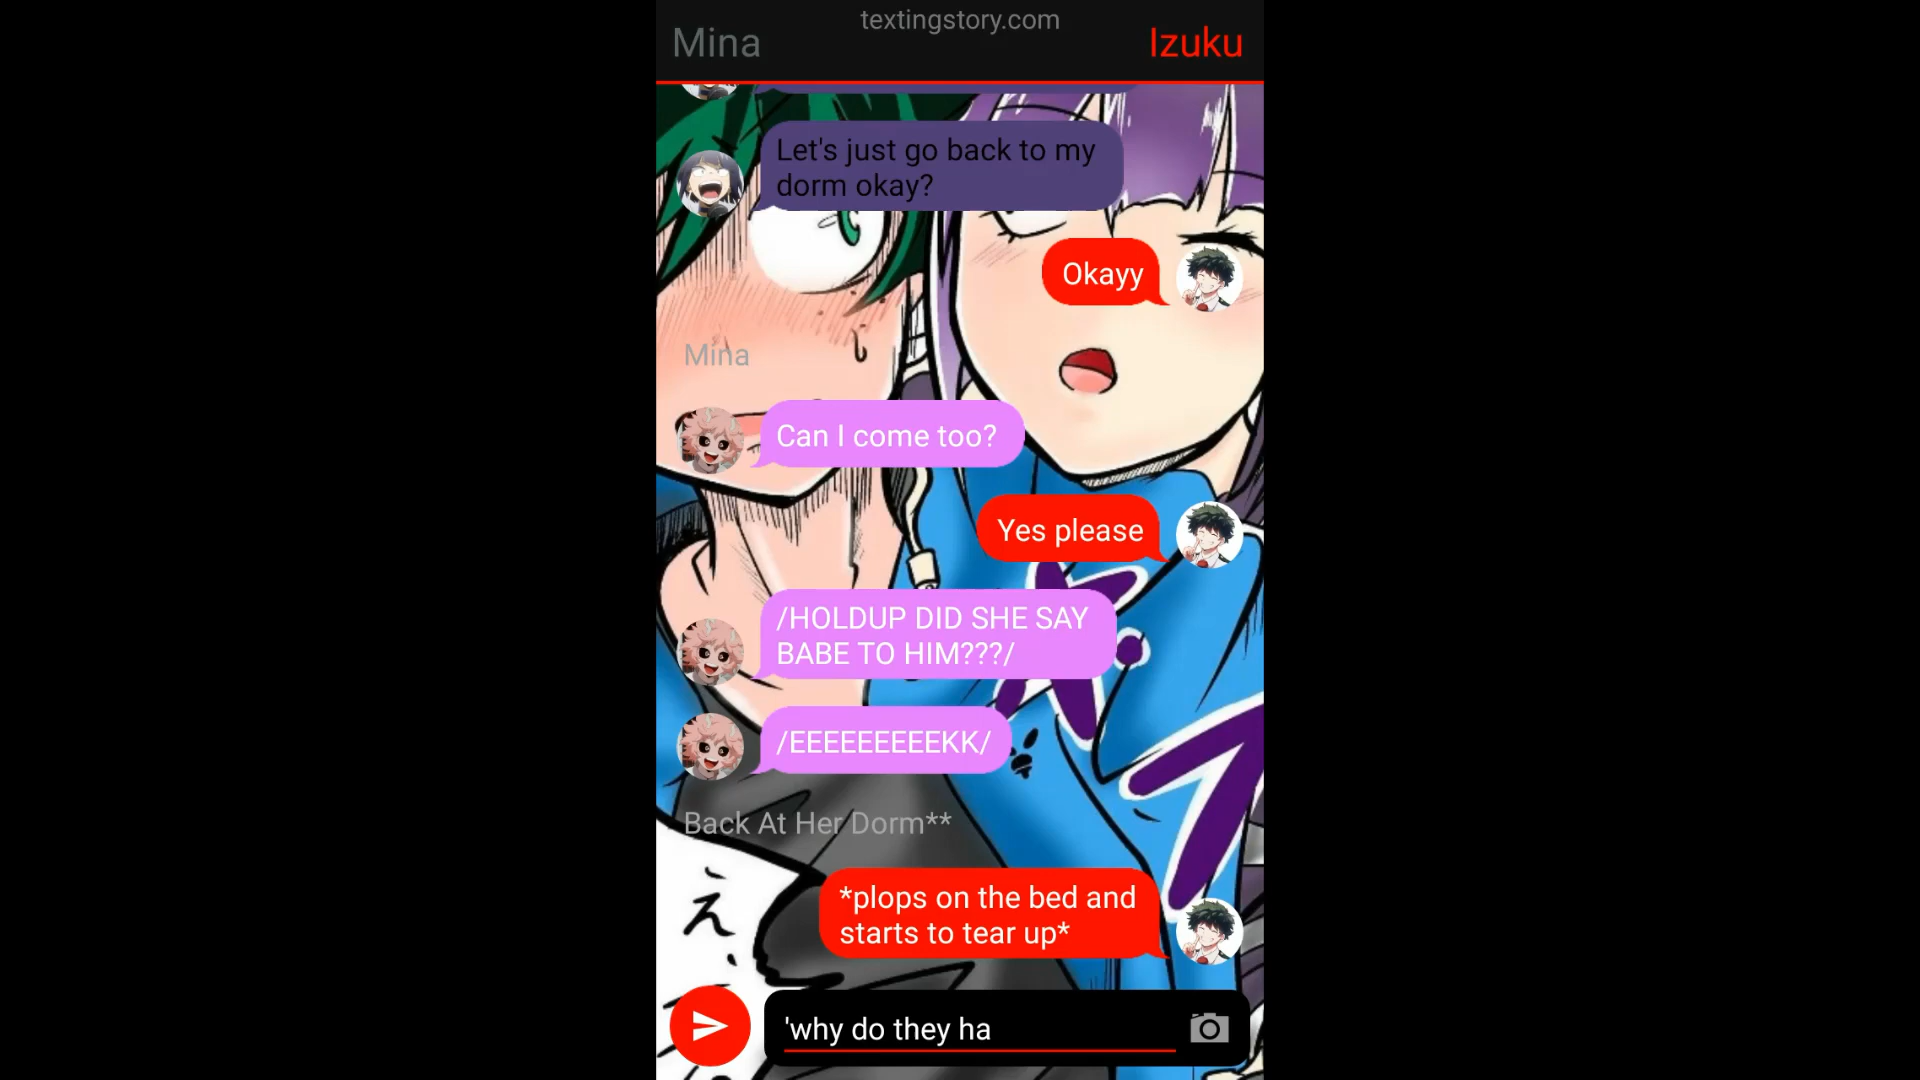 textingstory.com
Mina
Izuku
Let's just go back to my
dorm okay?
Okayy
Mina
Can I come too?
Yes please
/HOLDUP DID SHE SAY
BABE TO HIM???/
/EEEEEEEEEKK/
Back At Her Dorm**
*plops on the bed and
starts to tear up*
え、
'why do they ha